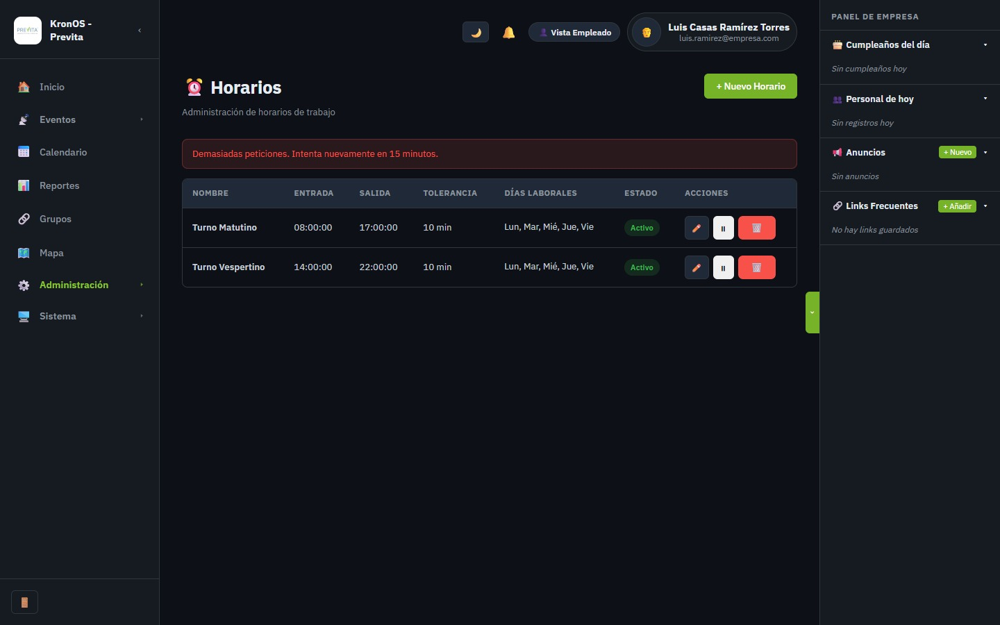 PREVITA
KronOS -
Previta
‹
Inicio
Eventos
Calendario
Reportes
Grupos
Mapa
Administración
Sistema
Vista Empleado
Luis Casas Ramírez Torres
luis.ramirez@empresa.com
Horarios
+ Nuevo Horario
Administración de horarios de trabajo
Demasiadas peticiones. Intenta nuevamente en 15 minutos.
NOMBRE ENTRADA SALIDA TOLERANCIA DÍAS LABORALES ESTADO ACCIONES
Turno Matutino 08:00:00 17:00:00 10 min Lun, Mar, Mié, Jue, Vie Activo
Turno Vespertino 14:00:00 22:00:00 10 min Lun, Mar, Mié, Jue, Vie Activo
PANEL DE EMPRESA
Cumpleaños del día
Sin cumpleaños hoy
Personal de hoy
Sin registros hoy
Anuncios + Nuevo
Sin anuncios
Links Frecuentes + Añadir
No hay links guardados